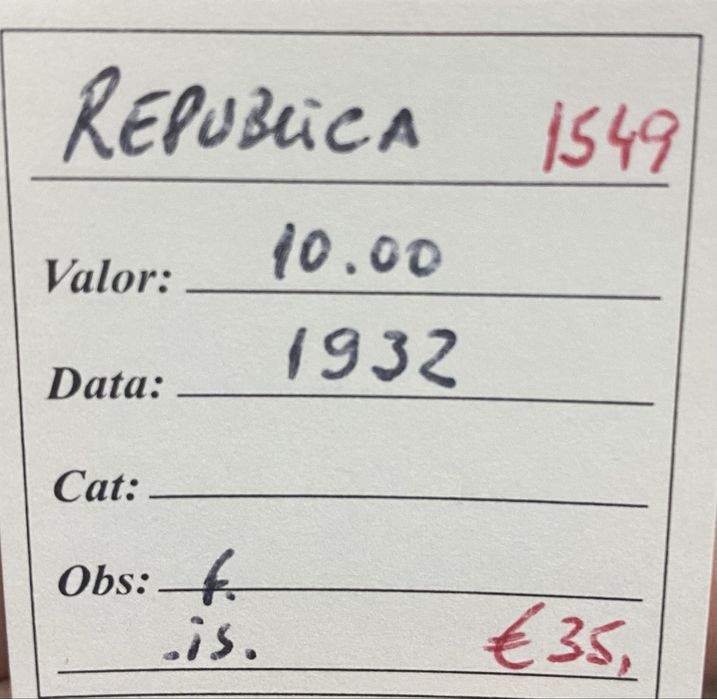 REPUBLICA 1549
Valor: 10.00
Data: 1932
Cat:
Obs: f.
.is.
€35,